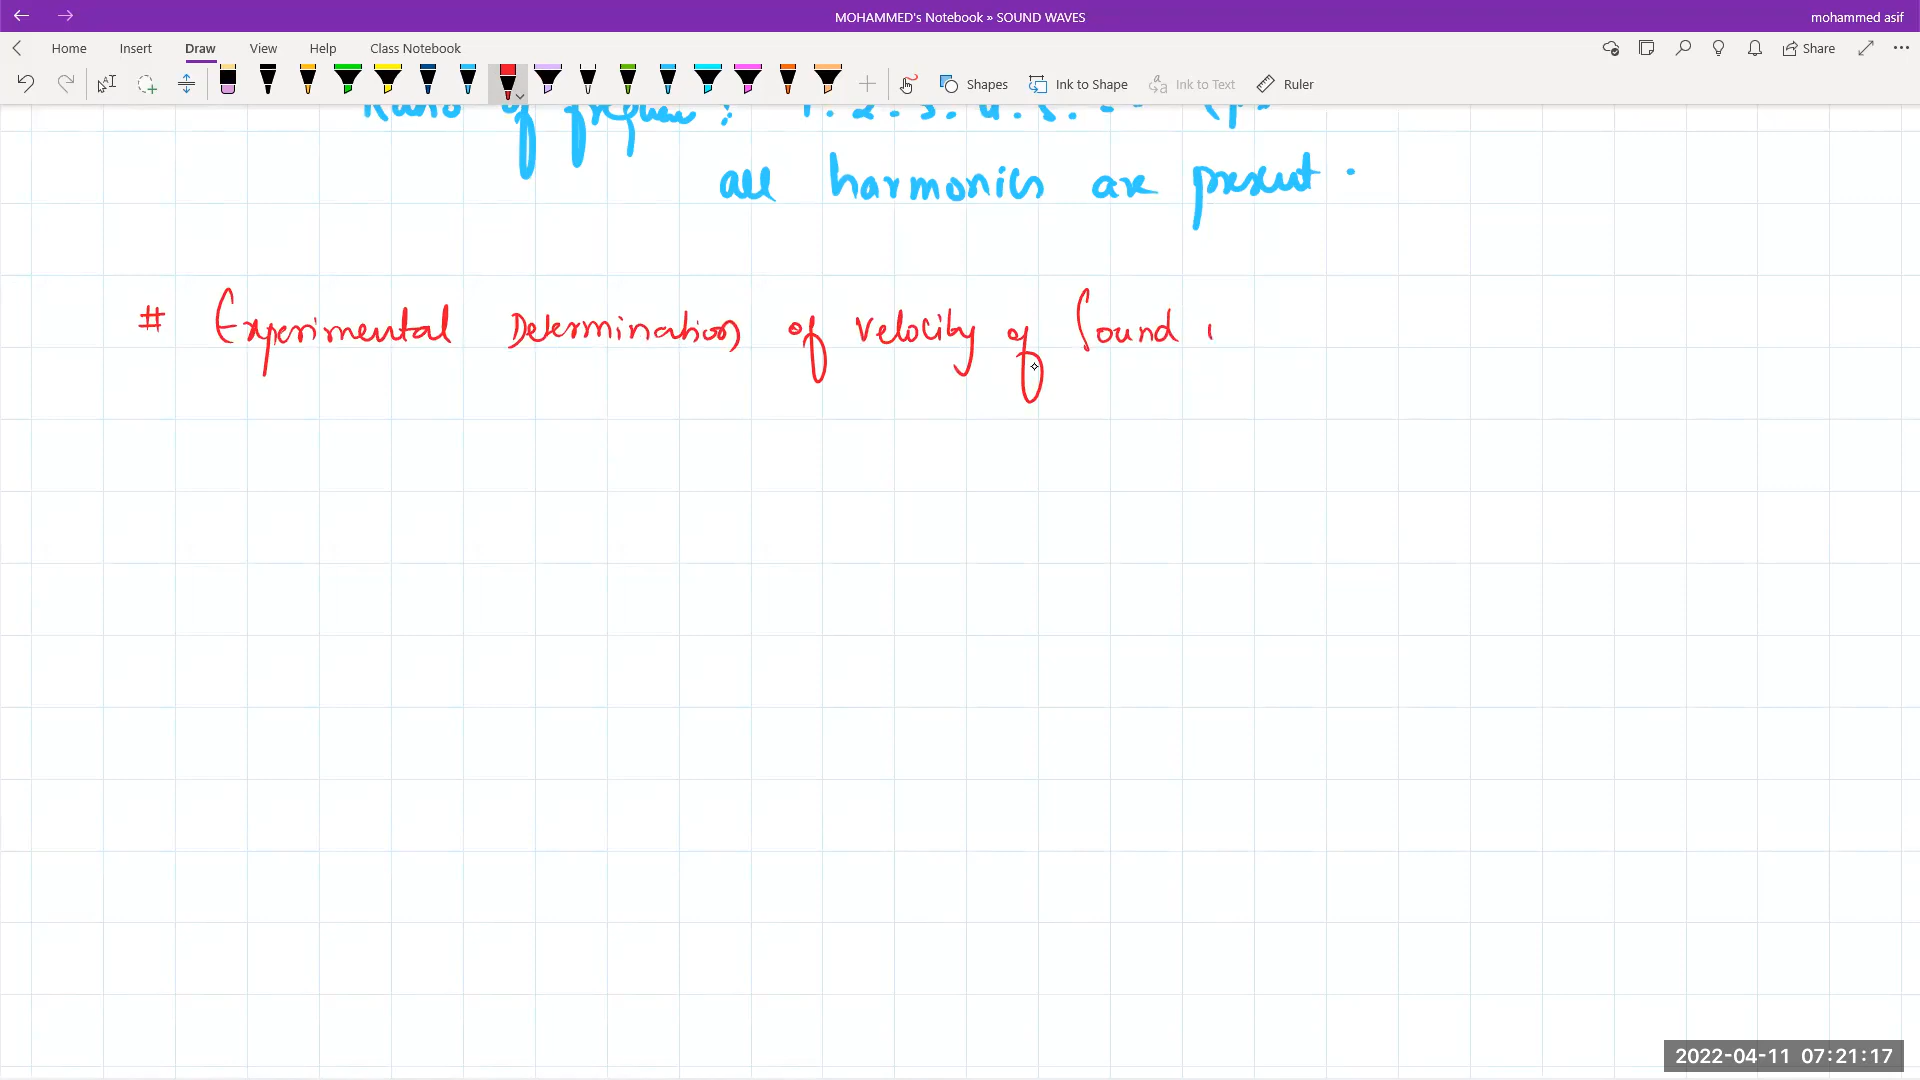 MOHAMMED's Notebook » SOUND WAVES
mohammed asif
Home Insert Draw View Help Class Notebook
Share
Shapes Ink to Shape Ink to Text Ruler
Ratio of
all harmonics are present .
# Experimental Determination of velocity of Sound
2022-04-11 07:21:17